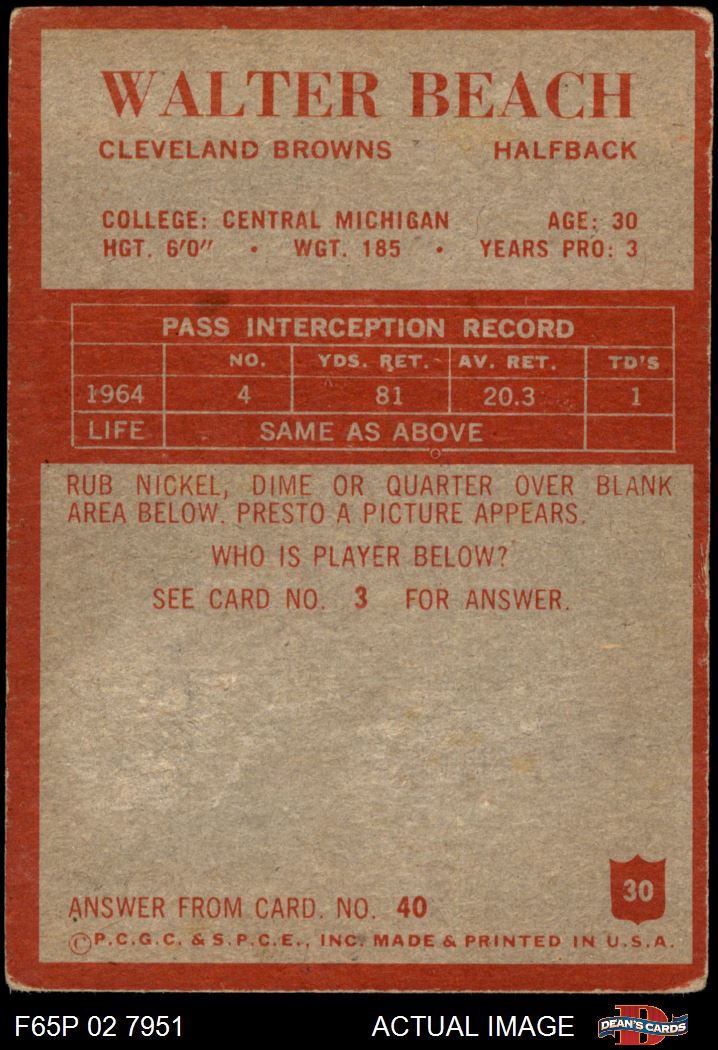 WALTER BEACH
CLEVELAND BROWNS HALFBACK
COLLEGE: CENTRAL MICHIGAN AGE: 30
HGT. 6'0" • WGT. 185 • YEARS PRO: 3
PASS INTERCEPTION RECORD
NO. YDS. RET. AV. RET. TD'S
1964 4 81 20.3 1
LIFE SAME AS ABOVE
RUB NICKEL, DIME OR QUARTER OVER BLANK
AREA BELOW. PRESTO A PICTURE APPEARS.
WHO IS PLAYER BELOW?
SEE CARD NO. 3 FOR ANSWER.
30
ANSWER FROM CARD. NO. 40
©P.C.G.C. & S.P.C.E., INC. MADE & PRINTED IN U.S.A.
F65P 02 7951 ACTUAL IMAGE
D
DEAN'S CARDS